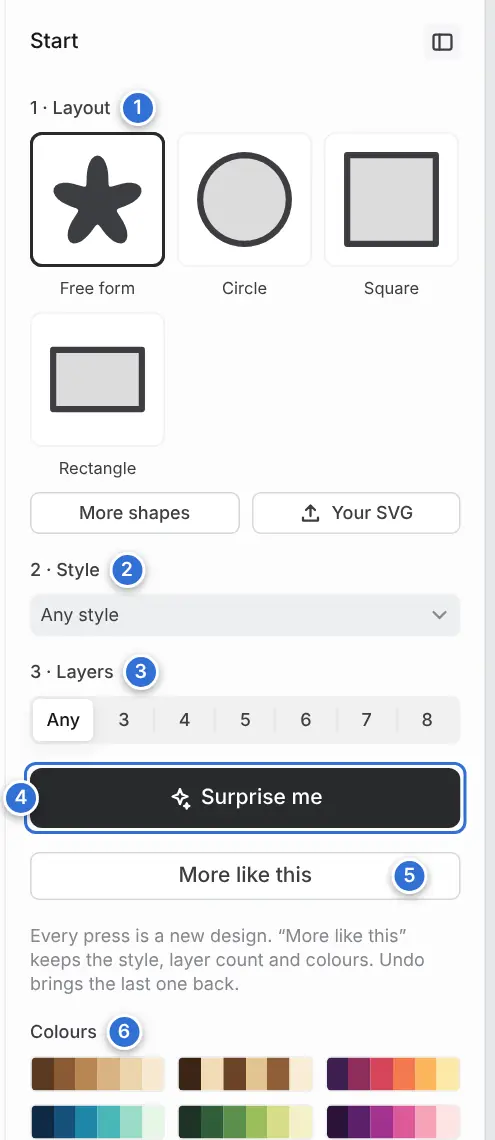 Start
1 · Layout 1
Free form
Circle
Square
Rectangle
More shapes
Your SVG
2 · Style 2
Any style
3 · Layers 3
Any 3 4 5 6 7 8
4 Surprise me
More like this 5
Every press is a new design. “More like this”
keeps the style, layer count and colours. Undo
brings the last one back.
Colours 6